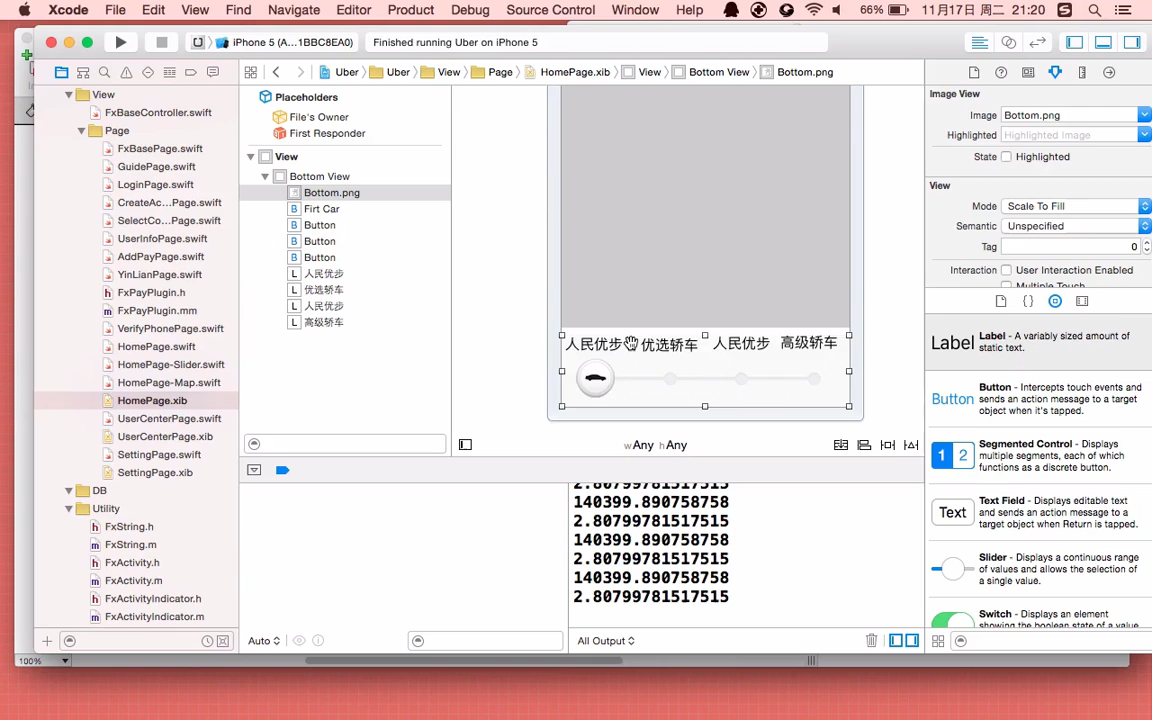 Xcode File Edit View Find Navigate Editor Product Debug Source Control Window Help 66% 11月17日 周二 21:20
iPhone 5 (A...1BBC8EA0) Finished running Uber on iPhone 5
Uber Uber View Page HomePage.xib View Bottom View Bottom.png
View
FxBaseController.swift
Page
FxBasePage.swift
GuidePage.swift
LoginPage.swift
CreateAc...Page.swift
SelectCo...Page.swift
UserInfoPage.swift
AddPayPage.swift
YinLianPage.swift
FxPayPlugin.h
FxPayPlugin.mm
VerifyPhonePage.swift
HomePage.swift
HomePage-Slider.swift
HomePage-Map.swift
HomePage.xib
UserCenterPage.swift
UserCenterPage.xib
SettingPage.swift
SettingPage.xib
DB
Utility
FxString.h
FxString.m
FxActivity.h
FxActivity.m
FxActivityIndicator.h
FxActivityIndicator.m
100%
Placeholders
File's Owner
First Responder
View
Bottom View
Bottom.png
Firt Car
Button
Button
Button
人民优步
优选轿车
人民优步
高级轿车
人民优步 优选轿车 人民优步 高级轿车
wAny hAny
140399.890758758
2.80799781517515
140399.890758758
2.80799781517515
140399.890758758
2.80799781517515
Auto
All Output
Image View
Image Bottom.png
Highlighted Highlighted Image
State Highlighted
View
Mode Scale To Fill
Semantic Unspecified
Tag 0
Interaction User Interaction Enabled
Multiple Touch
Label Label - A variably sized amount of
static text.
Button Button - Intercepts touch events and
sends an action message to a target
object when it's tapped.
1 2 Segmented Control - Displays
multiple segments, each of which
functions as a discrete button.
Text Text Field - Displays editable text
and sends an action message to a
target object when Return is tapped.
Slider - Displays a continuous range
of values and allows the selection of
a single value.
Switch - Displays an element
showing the boolean state of a value.